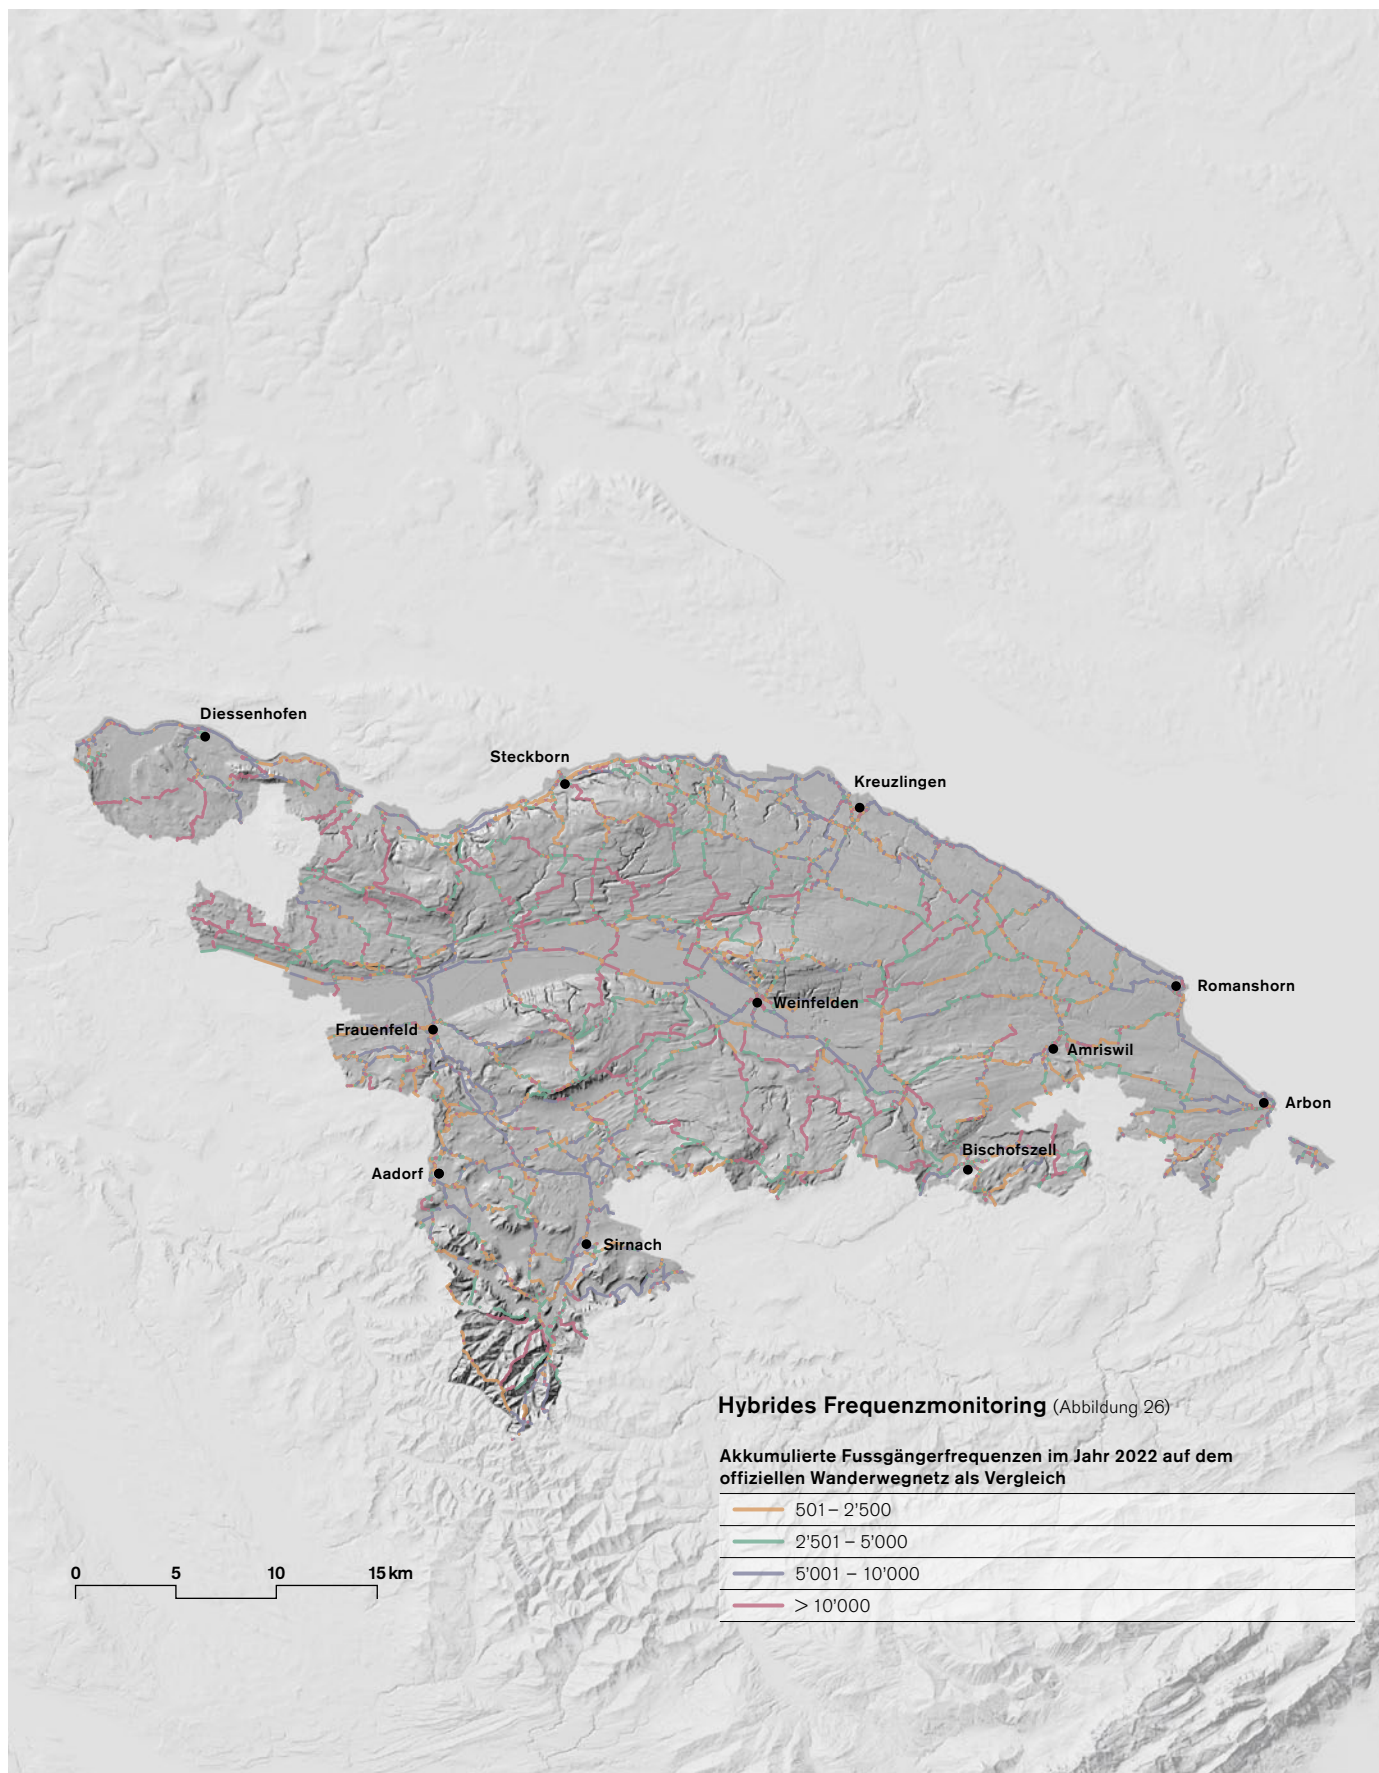 Diessenhofen
Steckborn
Kreuzlingen
Romanshorn
Weinfelden
Frauenfeld
Amriswil
Arbon
Bischofszell
Aadorf
Sirnach
Hybrides Frequenzmonitoring (Abbildung 26)
Akkumulierte Fussgängerfrequenzen im Jahr 2022 auf dem
offiziellen Wanderwegnetz als Vergleich
501 – 2'500
2'501 – 5'000
5'001 – 10'000
> 10'000
0 5 10 15 km